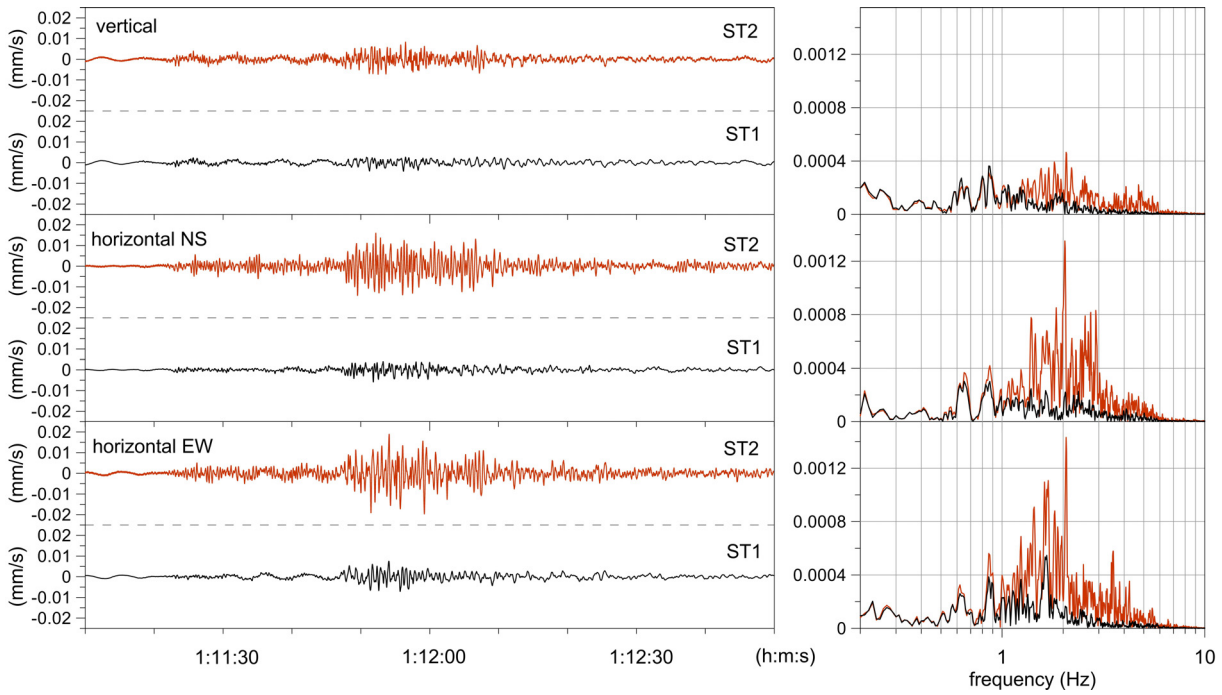 vertical
ST2
0.02
0.01
0
-0.01
-0.02
(mm/s)
ST1
0.02
0.01
0
-0.01
-0.02
(mm/s)
horizontal NS
ST2
0.02
0.01
0
-0.01
-0.02
(mm/s)
ST1
0.02
0.01
0
-0.01
-0.02
(mm/s)
horizontal EW
ST2
0.02
0.01
0
-0.01
-0.02
(mm/s)
ST1
0.02
0.01
0
-0.01
-0.02
(mm/s)
1:11:30 1:12:00 1:12:30 (h:m:s)
0.0012
0.0008
0.0004
0
0.0012
0.0008
0.0004
0
0.0012
0.0008
0.0004
0
1 10
frequency (Hz)